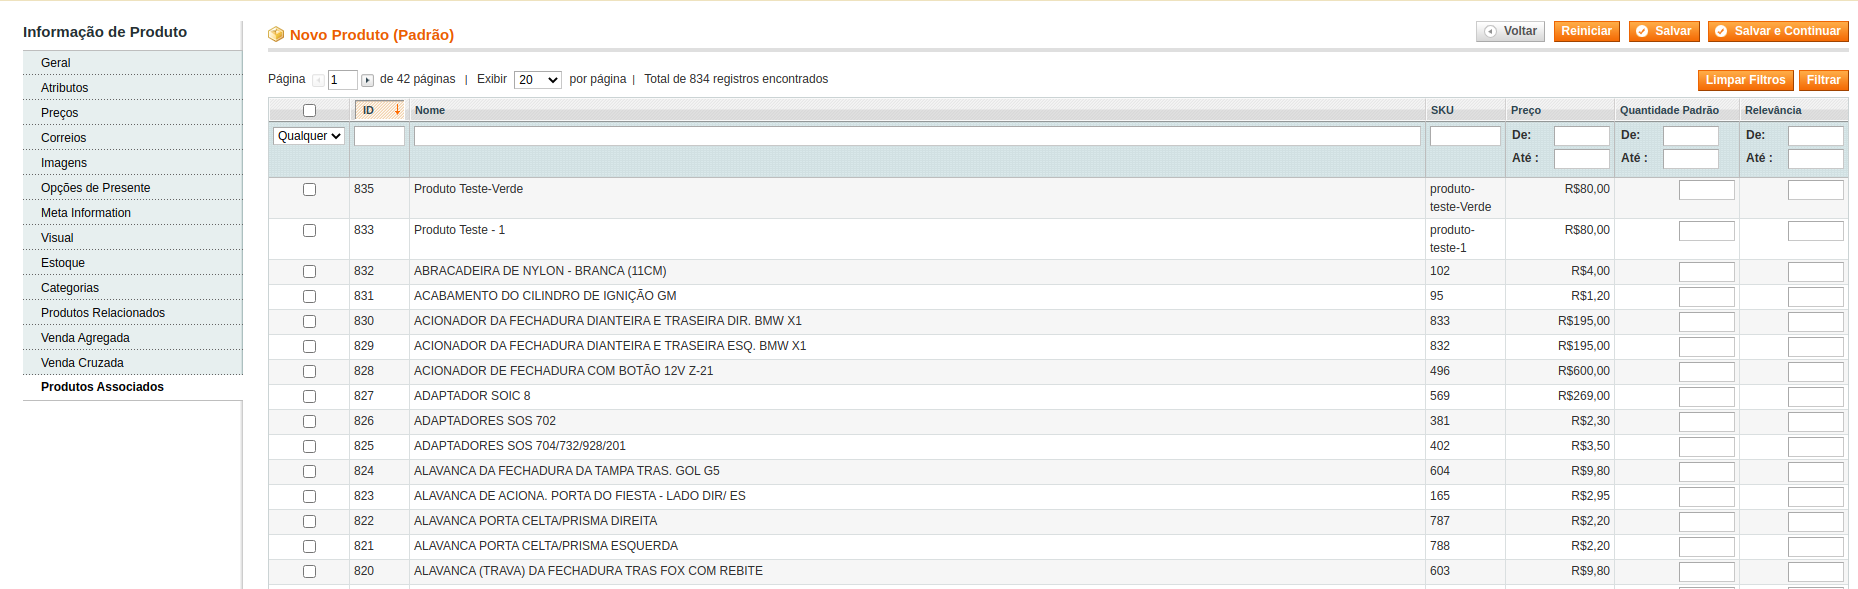 Informação de Produto
Geral
Atributos
Preços
Correios
Imagens
Opções de Presente
Meta Information
Visual
Estoque
Categorias
Produtos Relacionados
Venda Agregada
Venda Cruzada
Produtos Associados
Novo Produto (Padrão)
Voltar Reiniciar Salvar Salvar e Continuar
Página 1 de 42 páginas | Exibir 20 por página | Total de 834 registros encontrados
Limpar Filtros Filtrar
ID Nome SKU Preço Quantidade Padrão Relevância
Qualquer De: De: De:
Até : Até : Até :
835 Produto Teste-Verde produto- R$80,00
teste-Verde
833 Produto Teste - 1 produto- R$80,00
teste-1
832 ABRACADEIRA DE NYLON - BRANCA (11CM) 102 R$4,00
831 ACABAMENTO DO CILINDRO DE IGNIÇÃO GM 95 R$1,20
830 ACIONADOR DA FECHADURA DIANTEIRA E TRASEIRA DIR. BMW X1 833 R$195,00
829 ACIONADOR DA FECHADURA DIANTEIRA E TRASEIRA ESQ. BMW X1 832 R$195,00
828 ACIONADOR DE FECHADURA COM BOTÃO 12V Z-21 496 R$600,00
827 ADAPTADOR SOIC 8 569 R$269,00
826 ADAPTADORES SOS 702 381 R$2,30
825 ADAPTADORES SOS 704/732/928/201 402 R$3,50
824 ALAVANCA DA FECHADURA DA TAMPA TRAS. GOL G5 604 R$9,80
823 ALAVANCA DE ACIONA. PORTA DO FIESTA - LADO DIR/ ES 165 R$2,95
822 ALAVANCA PORTA CELTA/PRISMA DIREITA 787 R$2,20
821 ALAVANCA PORTA CELTA/PRISMA ESQUERDA 788 R$2,20
820 ALAVANCA (TRAVA) DA FECHADURA TRAS FOX COM REBITE 603 R$9,80